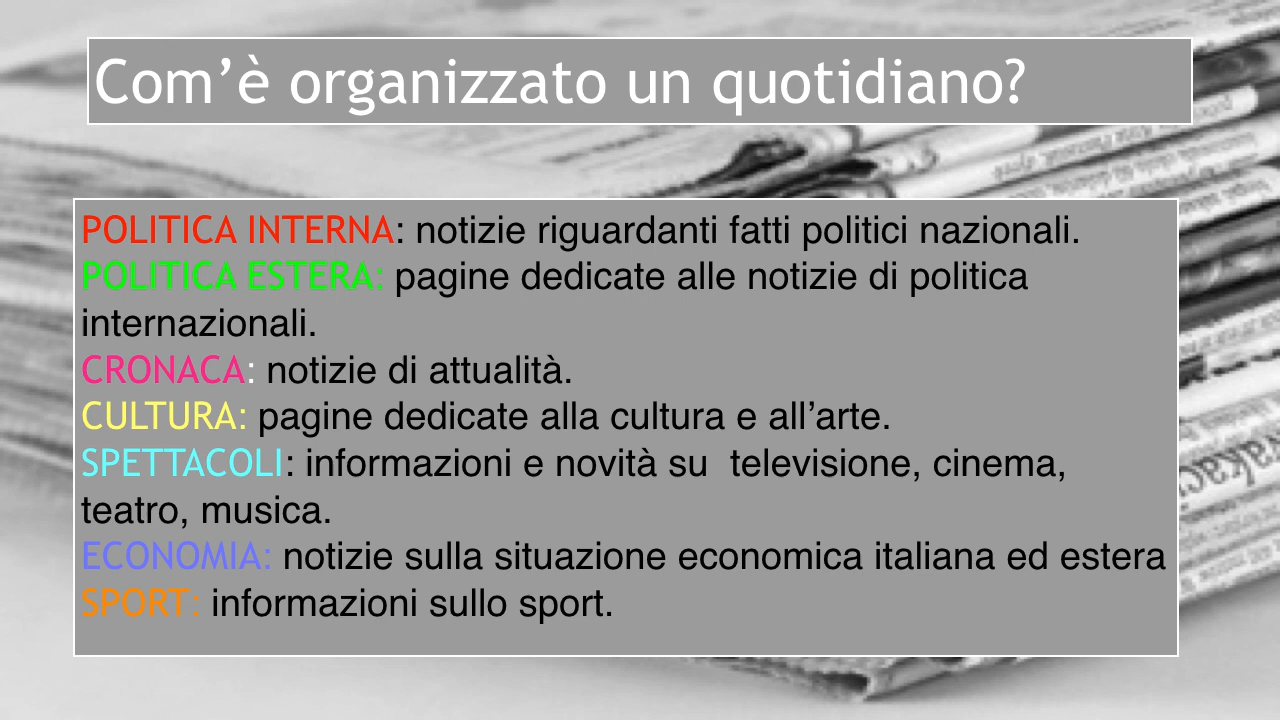 Com’è organizzato un quotidiano?
POLITICA INTERNA: notizie riguardanti fatti politici nazionali.
POLITICA ESTERA: pagine dedicate alle notizie di politica
internazionali.
CRONACA: notizie di attualità.
CULTURA: pagine dedicate alla cultura e all’arte.
SPETTACOLI: informazioni e novità su  televisione, cinema,
teatro, musica.
ECONOMIA: notizie sulla situazione economica italiana ed estera
SPORT: informazioni sullo sport.